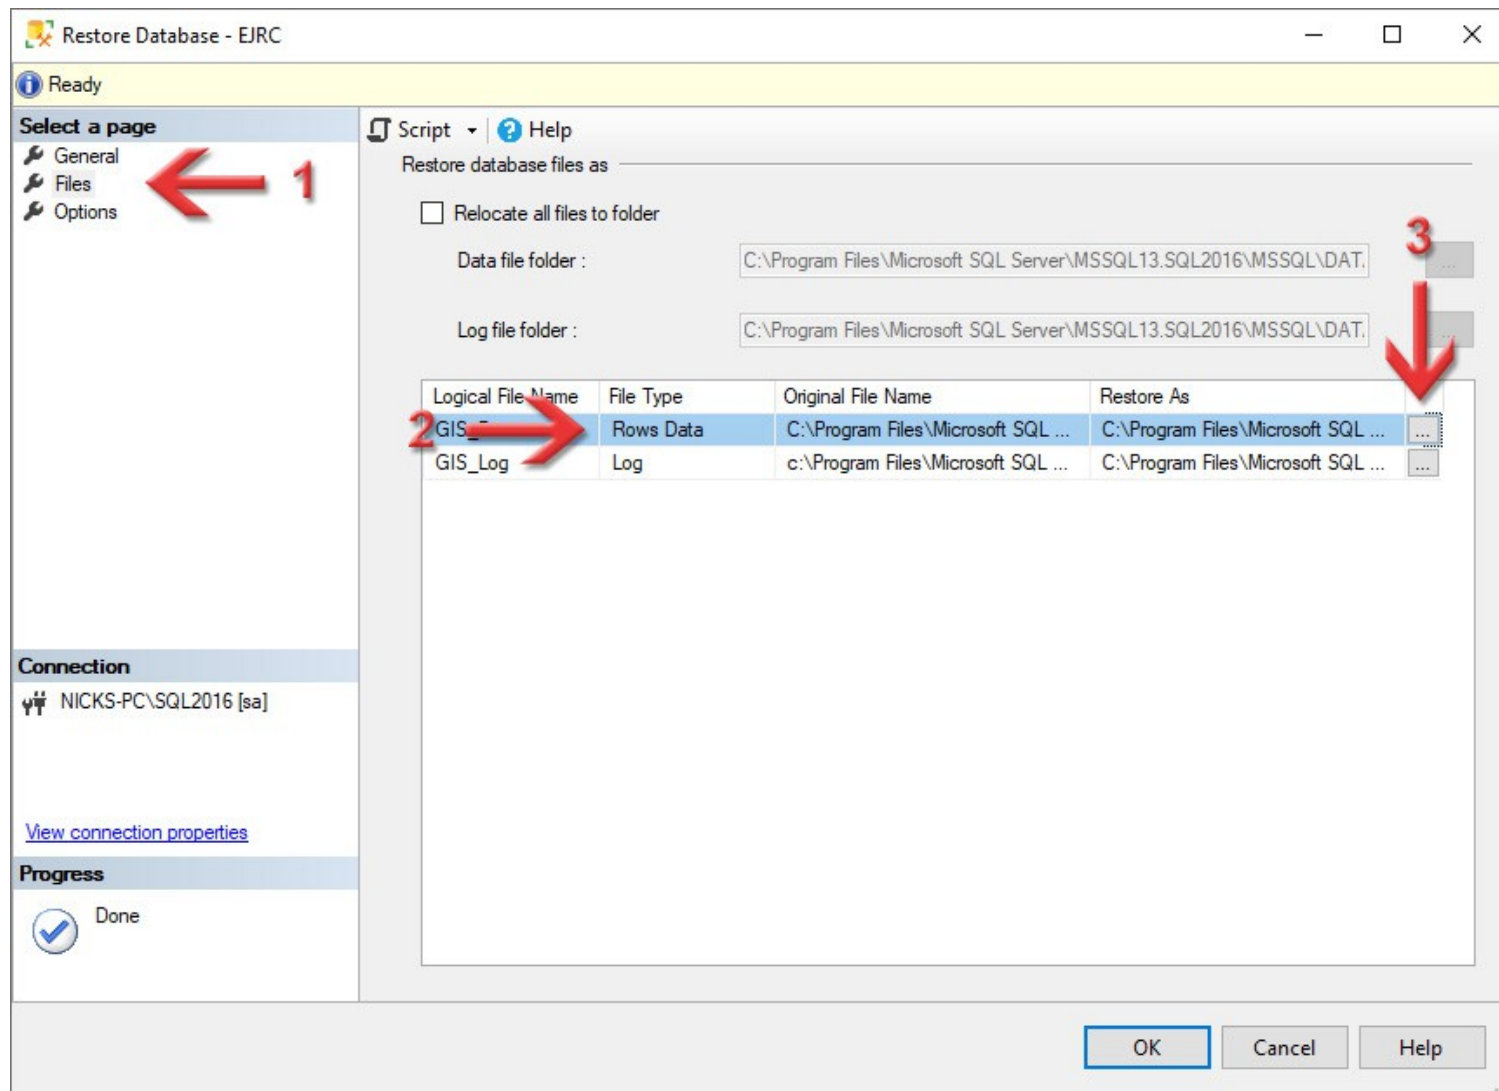 Restore Database - EJRC
Ready
Select a page
General
Files
Options
1
Script
Help
Restore database files as
Relocate all files to folder
3
Data file folder :
C:\Program Files\Microsoft SQL Server\MSSQL13.SQL2016\MSSQL\DAT
...
Log file folder :
C:\Program Files\Microsoft SQL Server\MSSQL13.SQL2016\MSSQL\DAT
...
Logical File Name File Type Original File Name Restore As
2
Rows Data C:\Program Files\Microsoft SQL ... C:\Program Files\Microsoft SQL ... ...
GIS_Log Log c:\Program Files\Microsoft SQL ... C:\Program Files\Microsoft SQL ... ...
Connection
NICKS-PC\SQL2016 [sa]
View connection properties
Progress
Done
OK Cancel Help